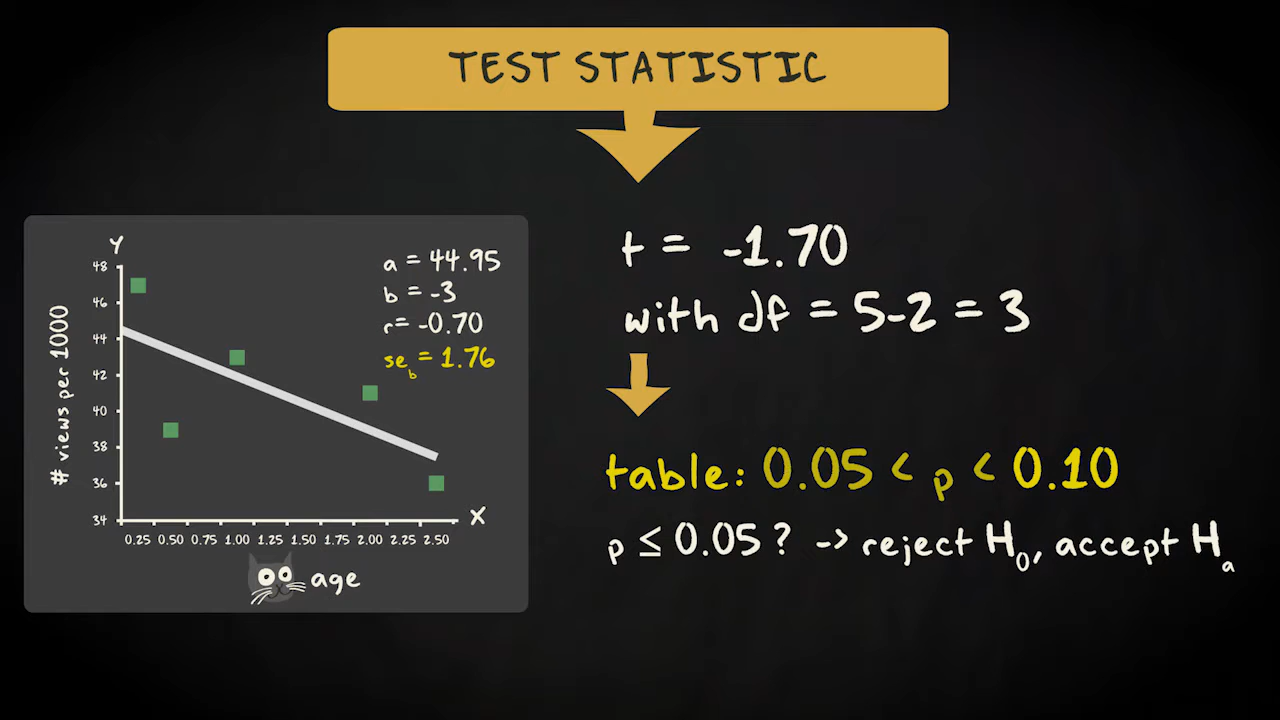 TEST STATISTIC
Y
48
46
44
42
40
38
36
34
# views per 1000
a = 44.95
b = -3
r = -0.70
se_b = 1.76
X
0.25 0.50 0.75 1.00 1.25 1.50 1.75 2.00 2.25 2.50
age
t = -1.70
with df = 5-2 = 3
table: 0.05 < p < 0.10
p ≤ 0.05 ? -> reject H₀, accept Hₐ